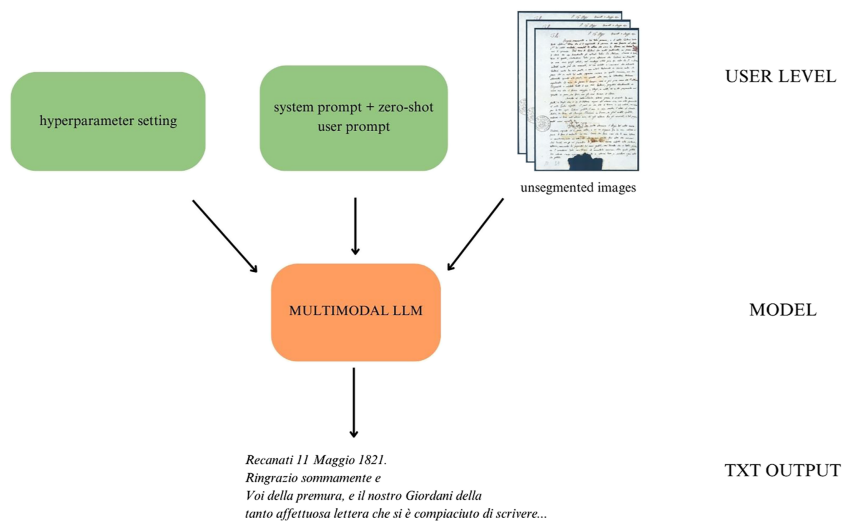 USER LEVEL
hyperparameter setting
system prompt + zero-shot
user prompt
unsegmented images
MULTIMODAL LLM
MODEL
Recanati 11 Maggio 1821.
Ringrazio sommamente e
Voi della premura, e il nostro Giordani della
tanto affettuosa lettera che si è compiaciuto di scrivere...
TXT OUTPUT